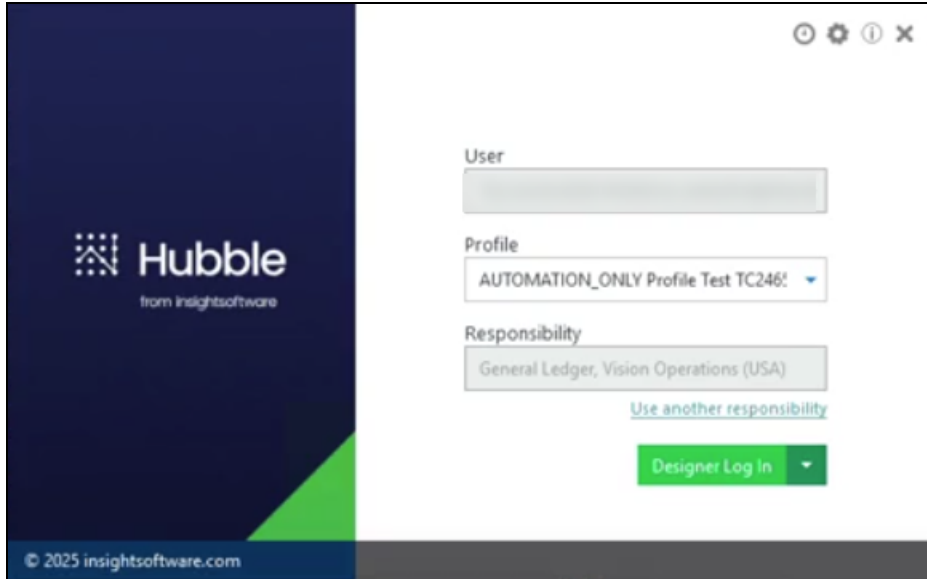 User
Hubble
from insightsoftware
Profile
AUTOMATION_ONLY Profile Test TC246
Responsibility
General Ledger, Vision Operations (USA)
Use another responsibility
Designer Log In
© 2025 insightsoftware.com